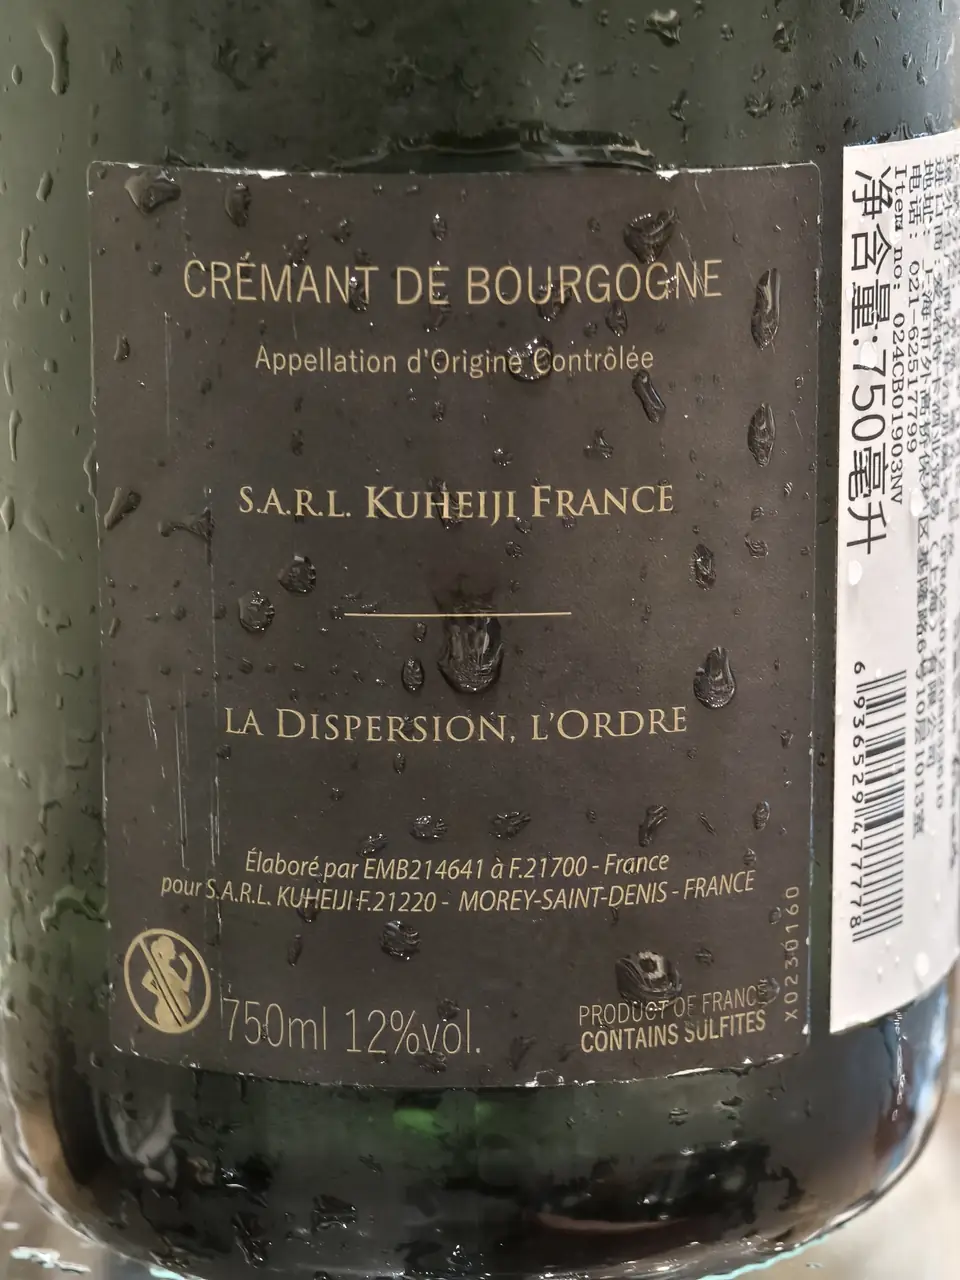 CRÉMANT DE BOURGOGNE
Appellation d'Origine Contrôlée
S.A.R.L. KUHEIJI FRANCE
LA DISPERSION, L'ORDRE
Élaboré par EMB214641 à F.21700 - France
pour S.A.R.L. KUHEIJI-F.21220 - MOREY-SAINT-DENIS - FRANCE
750ml 12%vol.
PRODUCT OF FRANCE
CONTAINS SULFITES
X0230160
电话: 021-62517799
Item no: 024CB01903NV
净含量:750毫升
6 936529 477778